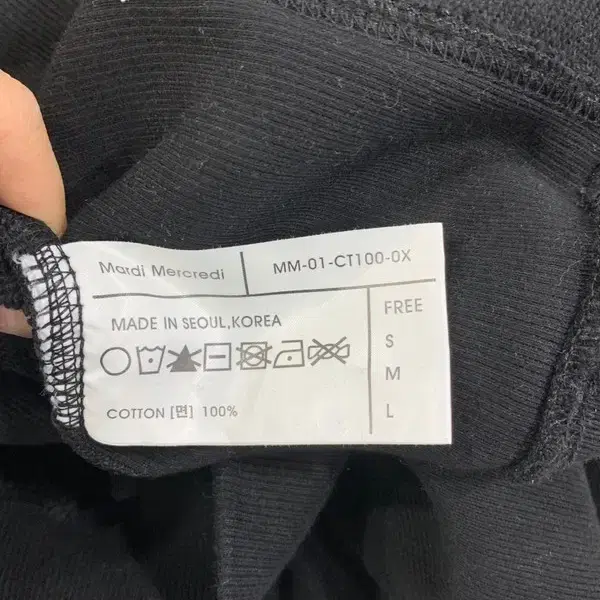 Mardi Mercredi
MM-01-CT100-0X
MADE IN SEOUL,KOREA
COTTON [면] 100%
FREE
S
M
L